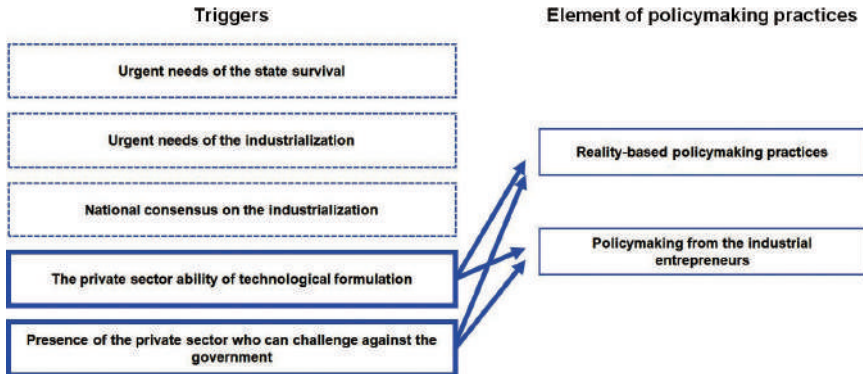 Triggers
Element of policymaking practices
Urgent needs of the state survival
Urgent needs of the industrialization
National consensus on the industrialization
The private sector ability of technological formulation
Presence of the private sector who can challenge against the
government
Reality-based policymaking practices
Policymaking from the industrial
entrepreneurs